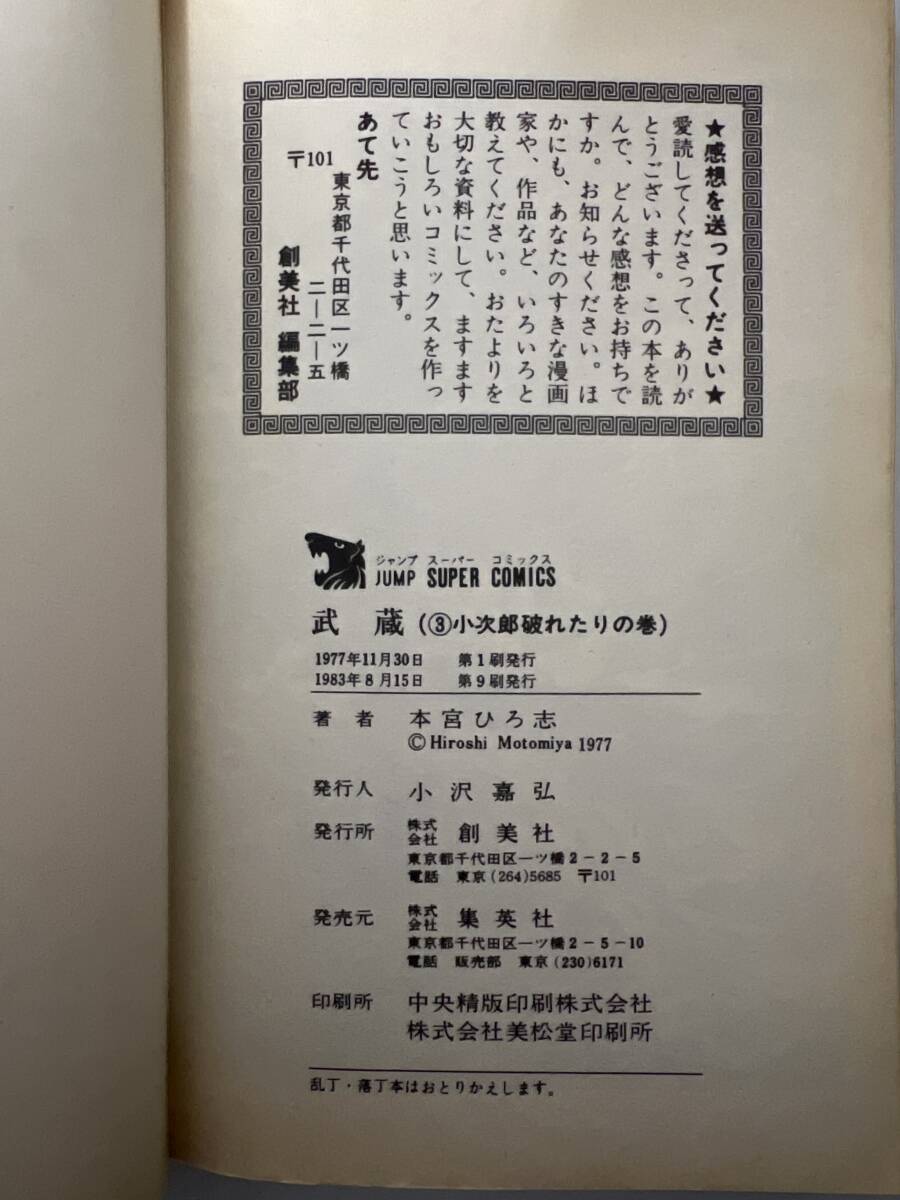 ★感想を送ってください★
愛読してくださって、ありが
とうございます。この本を読
んで、どんな感想をお持ちで
すか。お知らせください。ほ
かにも、あなたのすきな漫画
家や、作品など、いろいろと
教えてください。おたよりを
大切な資料にして、ますます
おもしろいコミックスを作っ
ていこうと思います。
あて先
〒101
東京都千代田区一ツ橋
二―二―五
創美社 編集部
ジャンプ スーパー コミックス
JUMP SUPER COMICS
武蔵(③小次郎破れたりの巻)
1977年11月30日 第1刷発行
1983年8月15日 第9刷発行
著者 本宮ひろ志
©Hiroshi Motomiya 1977
発行人 小沢嘉弘
発行所 株式会社 創美社
東京都千代田区一ツ橋2-2-5
電話 東京(264)5685 〒101
発売元 株式会社 集英社
東京都千代田区一ツ橋2-5-10
電話 販売部 東京(230)6171
印刷所 中央精版印刷株式会社
株式会社美松堂印刷所
乱丁・落丁本はおとりかえします。